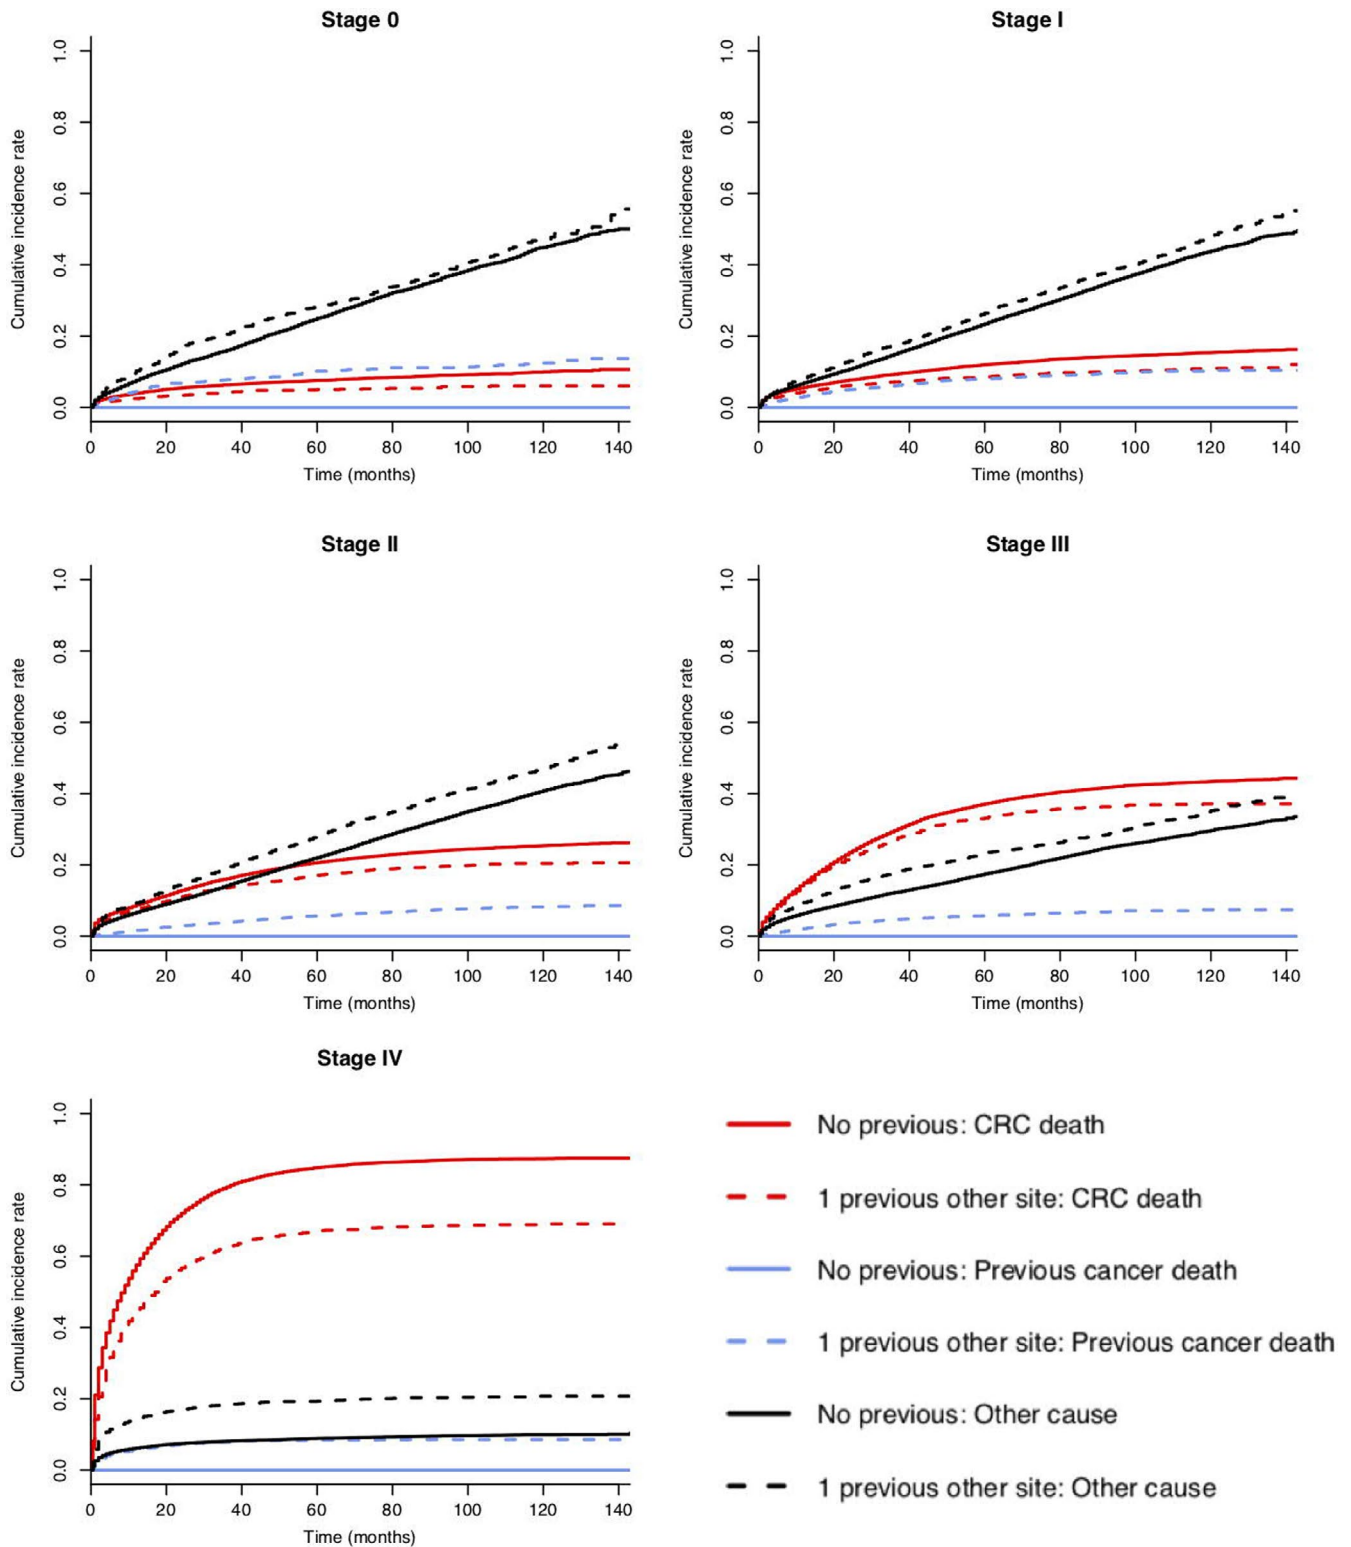 Stage 0
Cumulative incidence rate
1.0
0.8
0.6
0.4
0.2
0.0
0 20 40 60 80 100 120 140
Time (months)
Stage I
Cumulative incidence rate
1.0
0.8
0.6
0.4
0.2
0.0
0 20 40 60 80 100 120 140
Time (months)
Stage II
Cumulative incidence rate
1.0
0.8
0.6
0.4
0.2
0.0
0 20 40 60 80 100 120 140
Time (months)
Stage III
Cumulative incidence rate
1.0
0.8
0.6
0.4
0.2
0.0
0 20 40 60 80 100 120 140
Time (months)
Stage IV
Cumulative incidence rate
1.0
0.8
0.6
0.4
0.2
0.0
0 20 40 60 80 100 120 140
Time (months)
No previous: CRC death
1 previous other site: CRC death
No previous: Previous cancer death
1 previous other site: Previous cancer death
No previous: Other cause
1 previous other site: Other cause